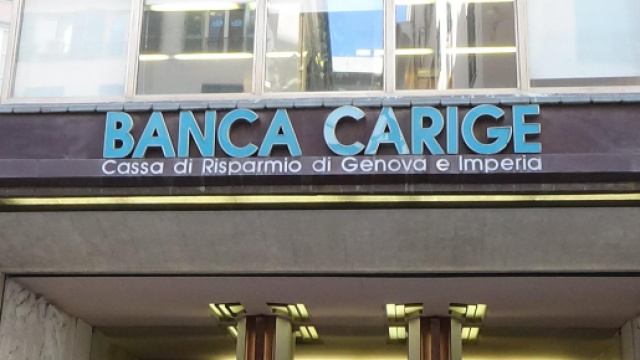 BANCA CARIGE
Cassa di Risparmio di Genova e Imperia